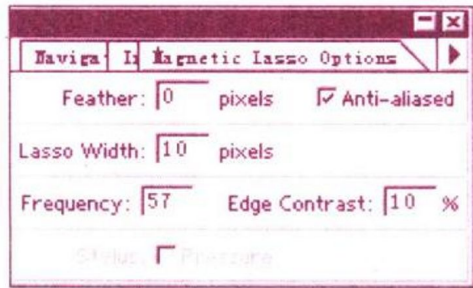 Naviga I Magnetic Lasso Options
Feather: 0 pixels Anti-aliased
Lasso Width: 10 pixels
Frequency: 57 Edge Contrast: 10 %
Stylus: Pressure